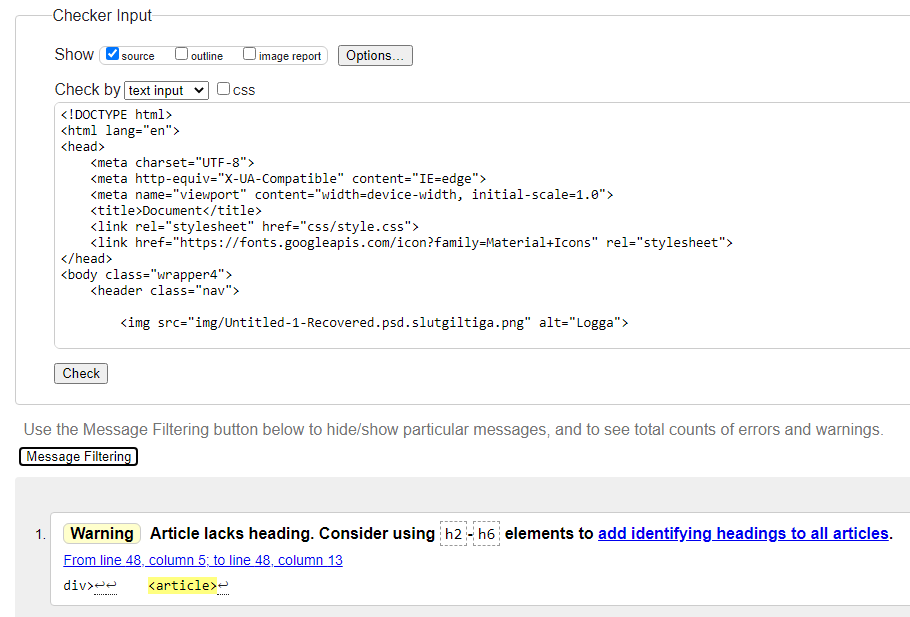 Checker Input
Show source outline image report Options...
Check by text input css
<!DOCTYPE html>
<html lang="en">
<head>
    <meta charset="UTF-8">
    <meta http-equiv="X-UA-Compatible" content="IE=edge">
    <meta name="viewport" content="width=device-width, initial-scale=1.0">
    <title>Document</title>
    <link rel="stylesheet" href="css/style.css">
    <link href="https://fonts.googleapis.com/icon?family=Material+Icons" rel="stylesheet">
</head>
<body class="wrapper4">
    <header class="nav">
        <img src="img/Untitled-1-Recovered.psd.slutgiltiga.png" alt="Logga">
Check
Use the Message Filtering button below to hide/show particular messages, and to see total counts of errors and warnings.
Message Filtering
1. Warning Article lacks heading. Consider using h2-h6 elements to add identifying headings to all articles.
From line 48, column 5; to line 48, column 13
div>↩↩    <article>↩